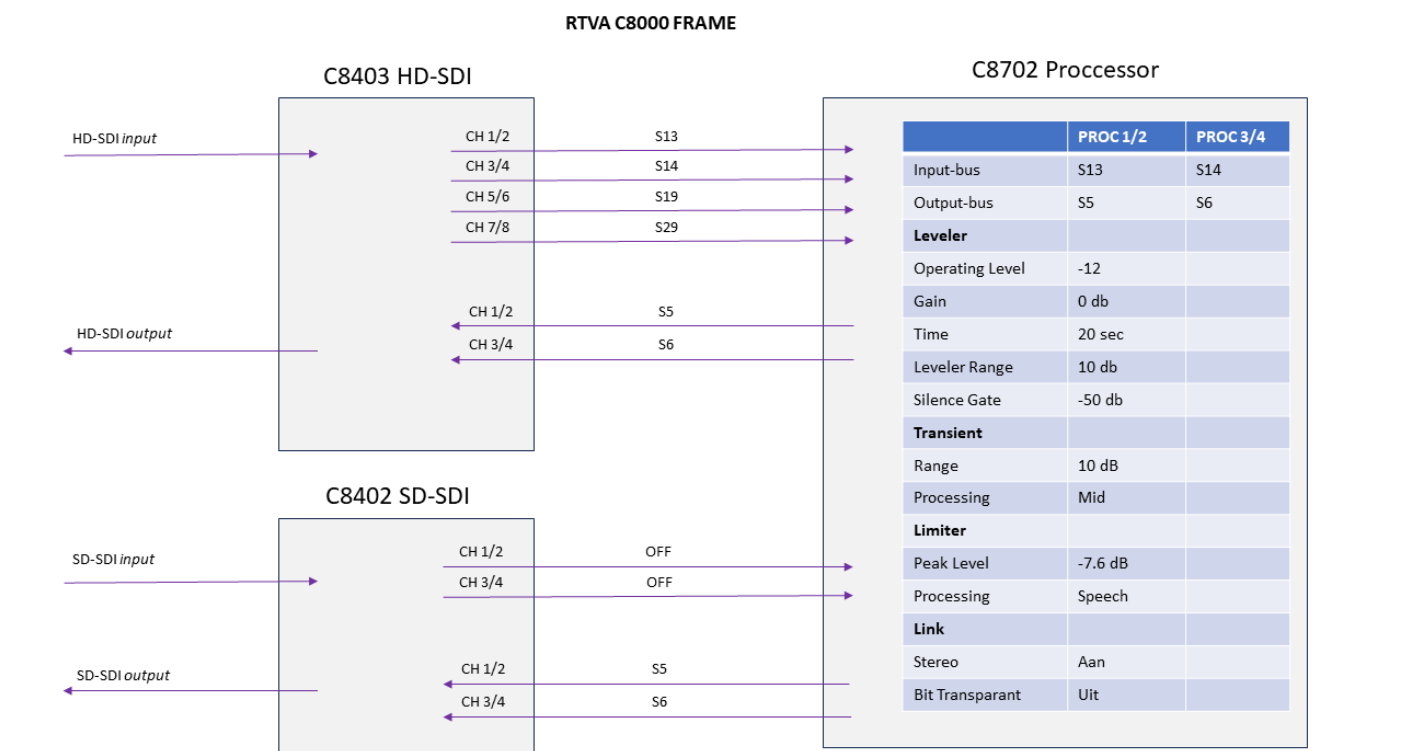 RTVA C8000 FRAME
C8403 HD-SDI
HD-SDI input
CH 1/2 S13
CH 3/4 S14
CH 5/6 S19
CH 7/8 S29
HD-SDI output
CH 1/2 S5
CH 3/4 S6
C8402 SD-SDI
SD-SDI input
CH 1/2 OFF
CH 3/4 OFF
SD-SDI output
CH 1/2 S5
CH 3/4 S6
C8702 Proccessor
PROC 1/2 PROC 3/4
Input-bus S13 S14
Output-bus S5 S6
Leveler
Operating Level -12
Gain 0 db
Time 20 sec
Leveler Range 10 db
Silence Gate -50 db
Transient
Range 10 dB
Processing Mid
Limiter
Peak Level -7.6 dB
Processing Speech
Link
Stereo Aan
Bit Transparant Uit